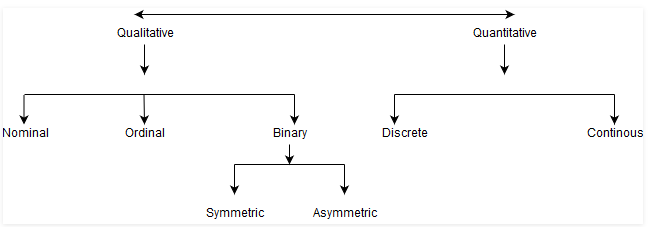 Qualitative
Quantitative
Nominal
Ordinal
Binary
Discrete
Continous
Symmetric
Asymmetric